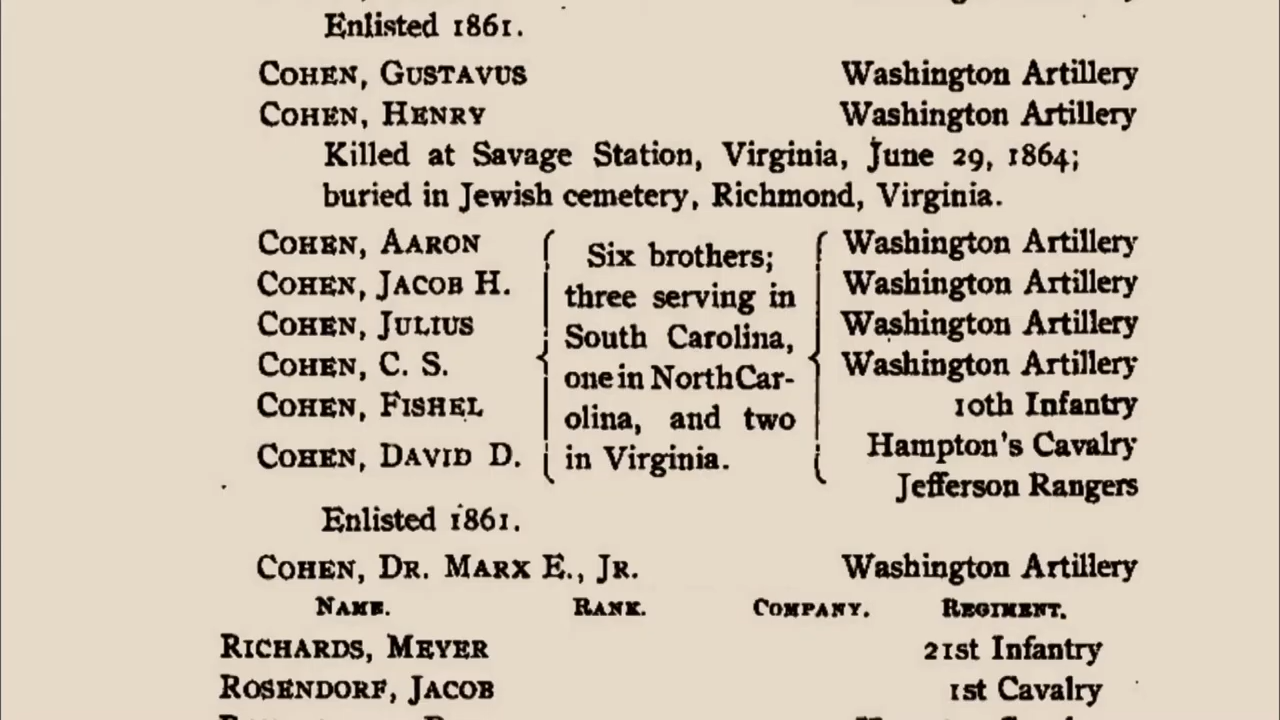 Enlisted 1861.
COHEN, GUSTAVUS Washington Artillery
COHEN, HENRY Washington Artillery
Killed at Savage Station, Virginia, June 29, 1864;
buried in Jewish cemetery, Richmond, Virginia.
COHEN, AARON
COHEN, JACOB H.
COHEN, JULIUS
COHEN, C. S.
COHEN, FISHEL
COHEN, DAVID D.
Six brothers;
three serving in
South Carolina,
one in North Car-
olina, and two
in Virginia.
Washington Artillery
Washington Artillery
Washington Artillery
Washington Artillery
10th Infantry
Hampton's Cavalry
Jefferson Rangers
Enlisted 1861.
COHEN, DR. MARX E., JR. Washington Artillery
NAME. RANK. COMPANY. REGIMENT.
RICHARDS, MEYER 21st Infantry
ROSENDORF, JACOB 1st Cavalry